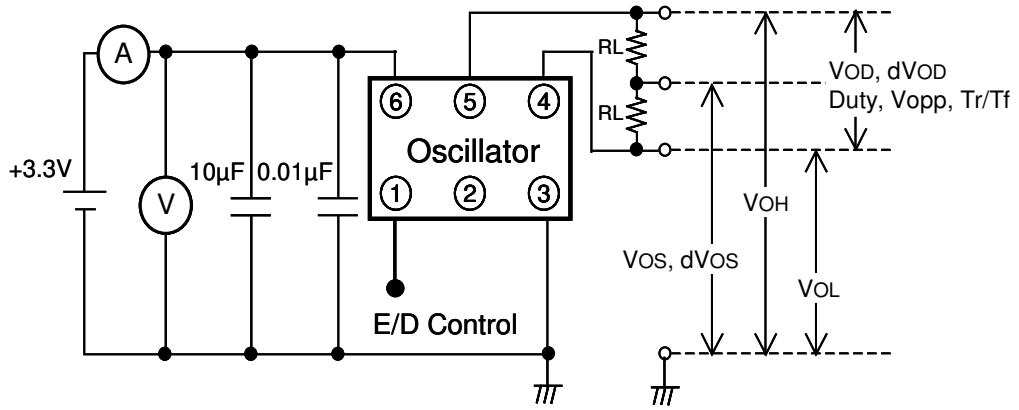 A
+3.3V
V
10µF
0.01µF
6
5
4
Oscillator
1
2
3
E/D Control
RL
RL
VOD, dVOD
Duty, Vopp, Tr/Tf
VOH
VOS, dVOS
VOL